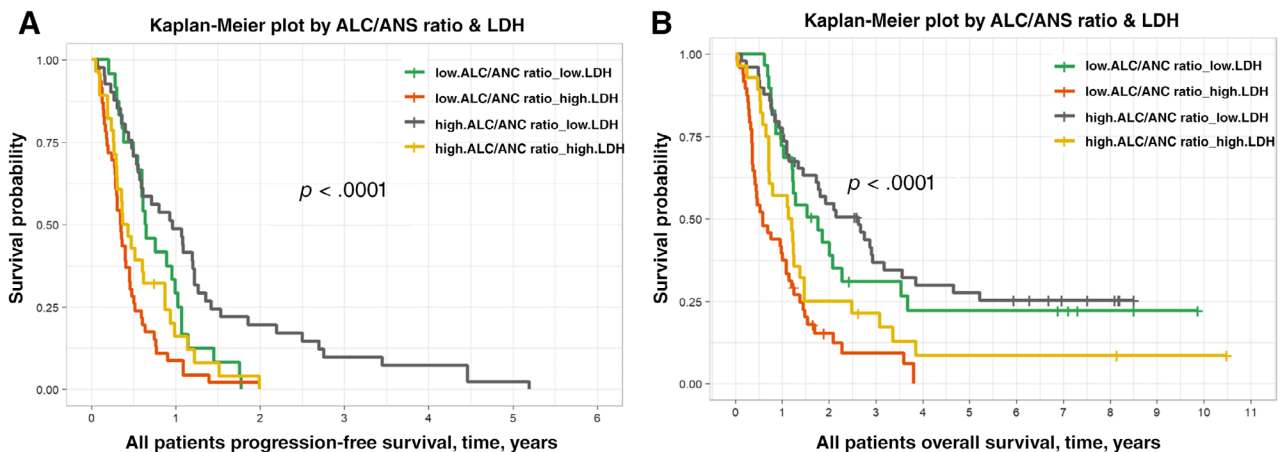 A
Kaplan-Meier plot by ALC/ANS ratio & LDH
Survival probability
1.00
0.75
0.50
0.25
0.00
low.ALC/ANC ratio_low.LDH
low.ALC/ANC ratio_high.LDH
high.ALC/ANC ratio_low.LDH
high.ALC/ANC ratio_high.LDH
p < .0001
0 1 2 3 4 5 6
All patients progression-free survival, time, years
B
Kaplan-Meier plot by ALC/ANS ratio & LDH
Survival probability
1.00
0.75
0.50
0.25
0.00
low.ALC/ANC ratio_low.LDH
low.ALC/ANC ratio_high.LDH
high.ALC/ANC ratio_low.LDH
high.ALC/ANC ratio_high.LDH
p < .0001
0 1 2 3 4 5 6 7 8 9 10 11
All patients overall survival, time, years